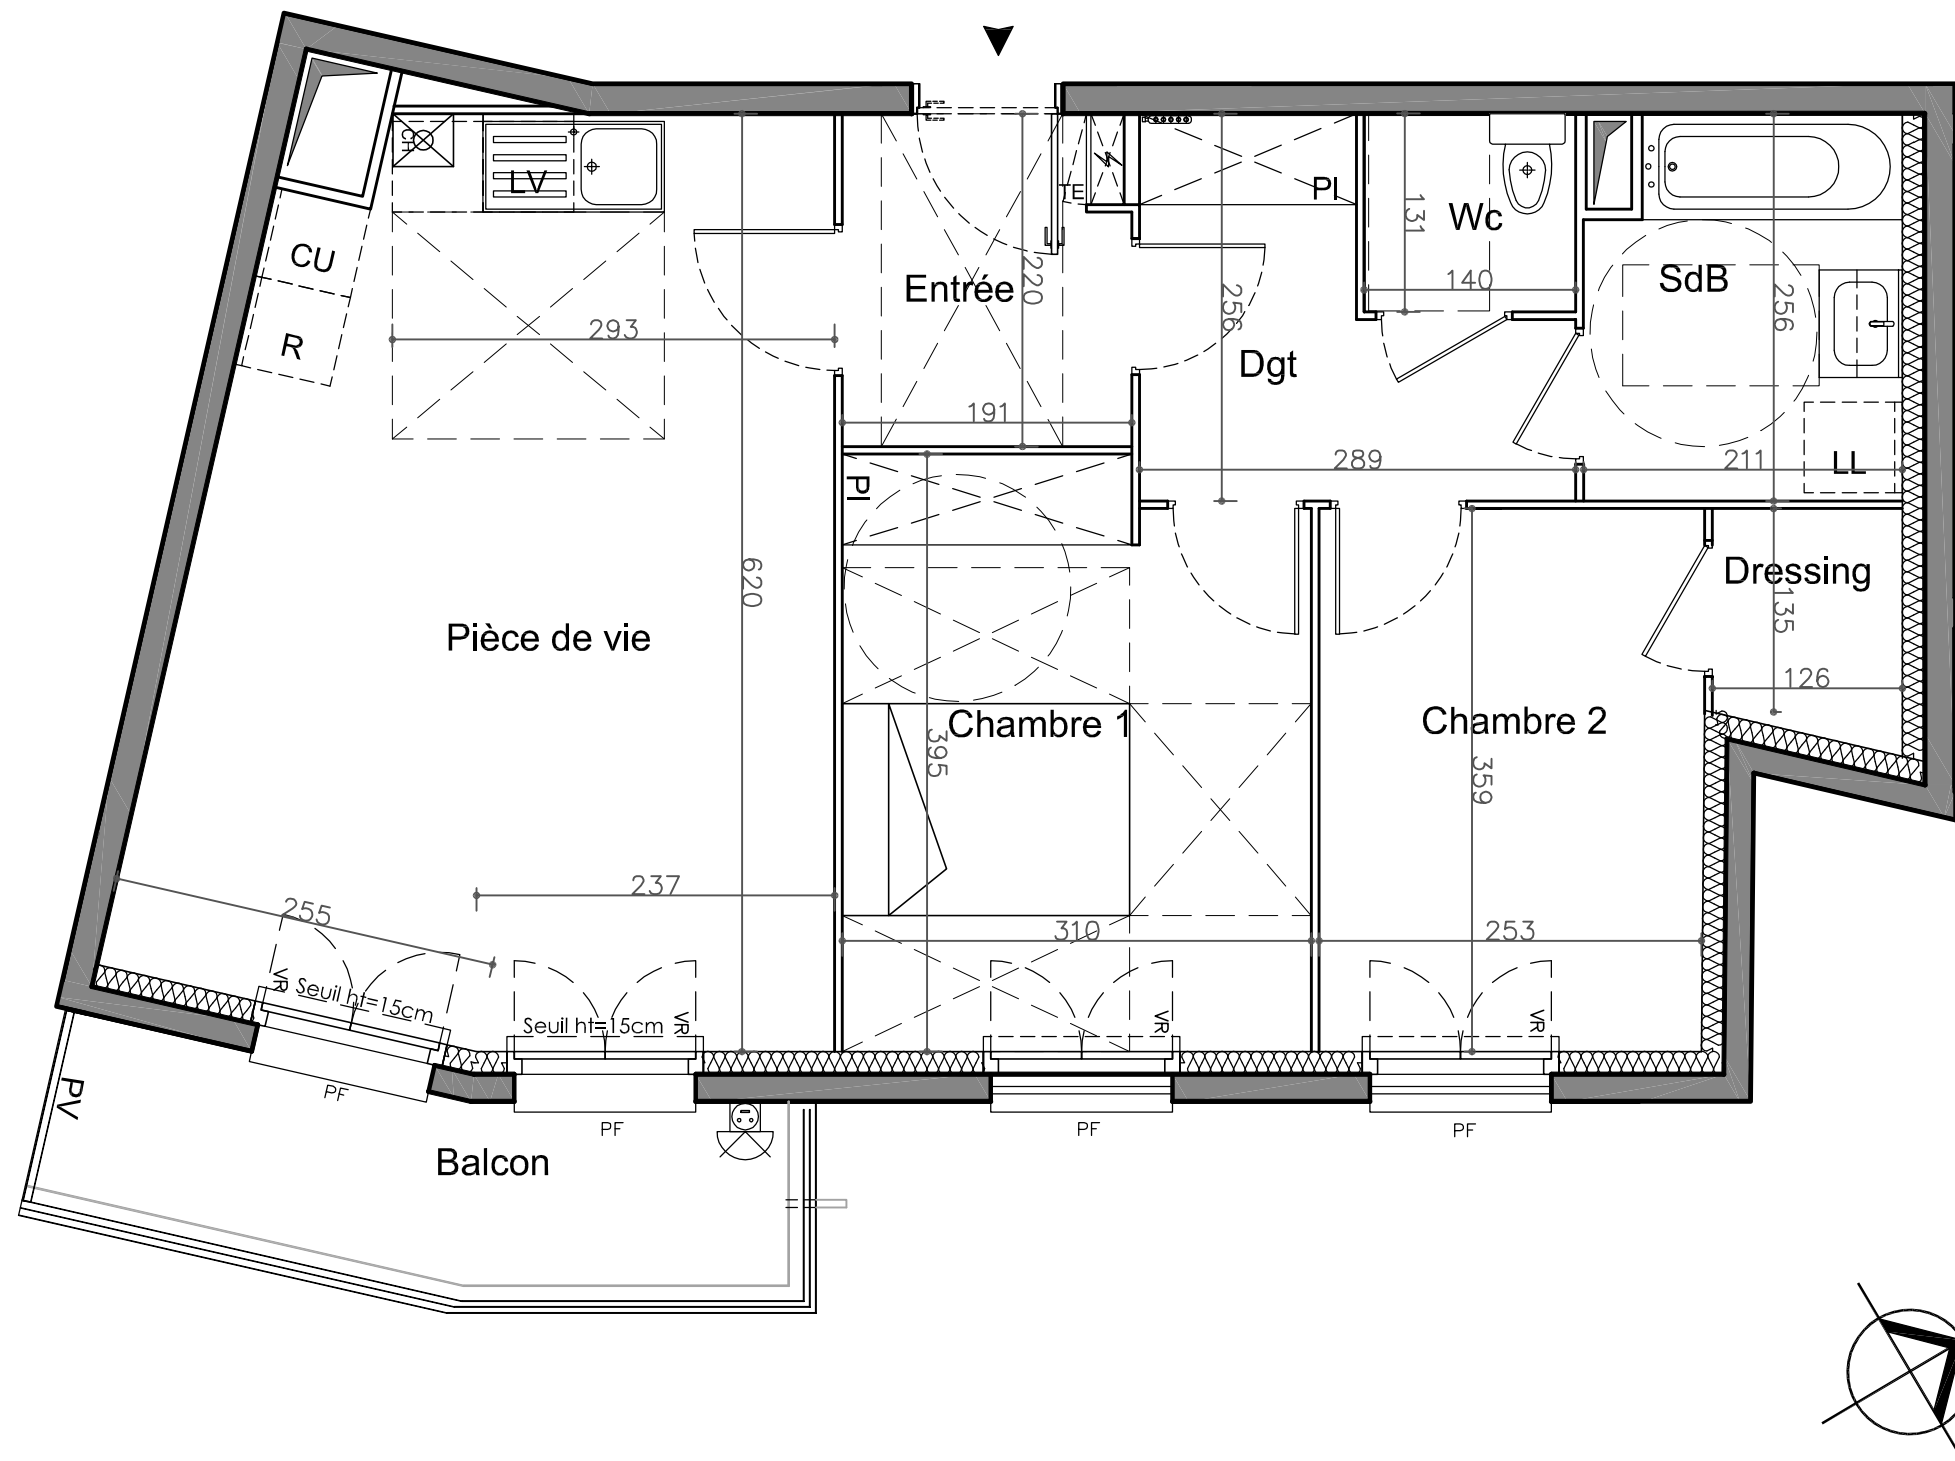 CH
LV
TE
Pl
131
Wc
CU
Entrée
220
256
140
SdB
256
R
293
Dgt
191
289
211
LL
Pl
620
Pièce de vie
Dressing
135
126
Chambre 1
395
Chambre 2
359
255
237
310
253
VR
Seuil ht=15cm
Seuil ht=15cm
VR
VR
VR
PV
PF
PF
PF
PF
Balcon